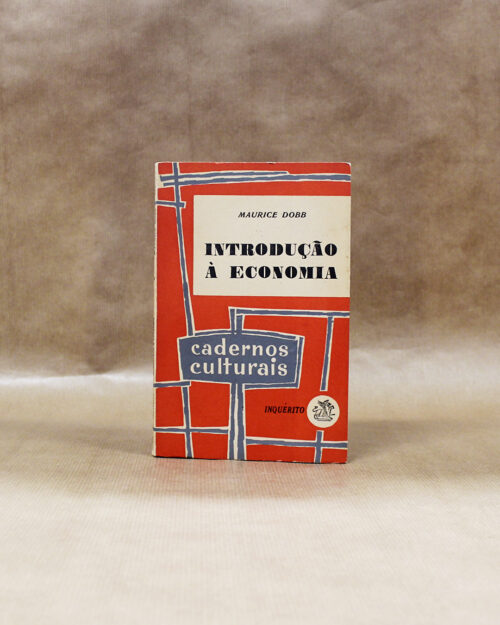 MAURICE DOBB
INTRODUÇÃO
À ECONOMIA
cadernos
culturais
INQUÉRITO